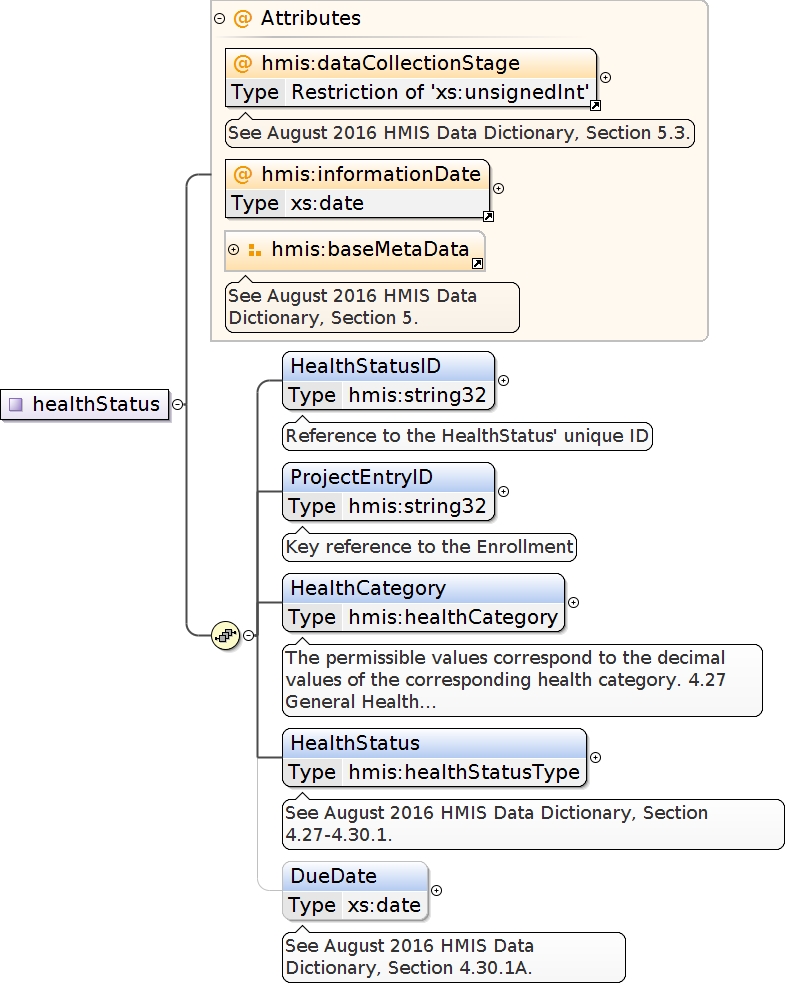 Attributes
hmis:dataCollectionStage
Type Restriction of 'xs:unsignedInt'
See August 2016 HMIS Data Dictionary, Section 5.3.
hmis:informationDate
Type xs:date
hmis:baseMetaData
See August 2016 HMIS Data
Dictionary, Section 5.
healthStatus
HealthStatusID
Type hmis:string32
Reference to the HealthStatus' unique ID
ProjectEntryID
Type hmis:string32
Key reference to the Enrollment
HealthCategory
Type hmis:healthCategory
The permissible values correspond to the decimal
values of the corresponding health category. 4.27
General Health...
HealthStatus
Type hmis:healthStatusType
See August 2016 HMIS Data Dictionary, Section
4.27-4.30.1.
DueDate
Type xs:date
See August 2016 HMIS Data
Dictionary, Section 4.30.1A.